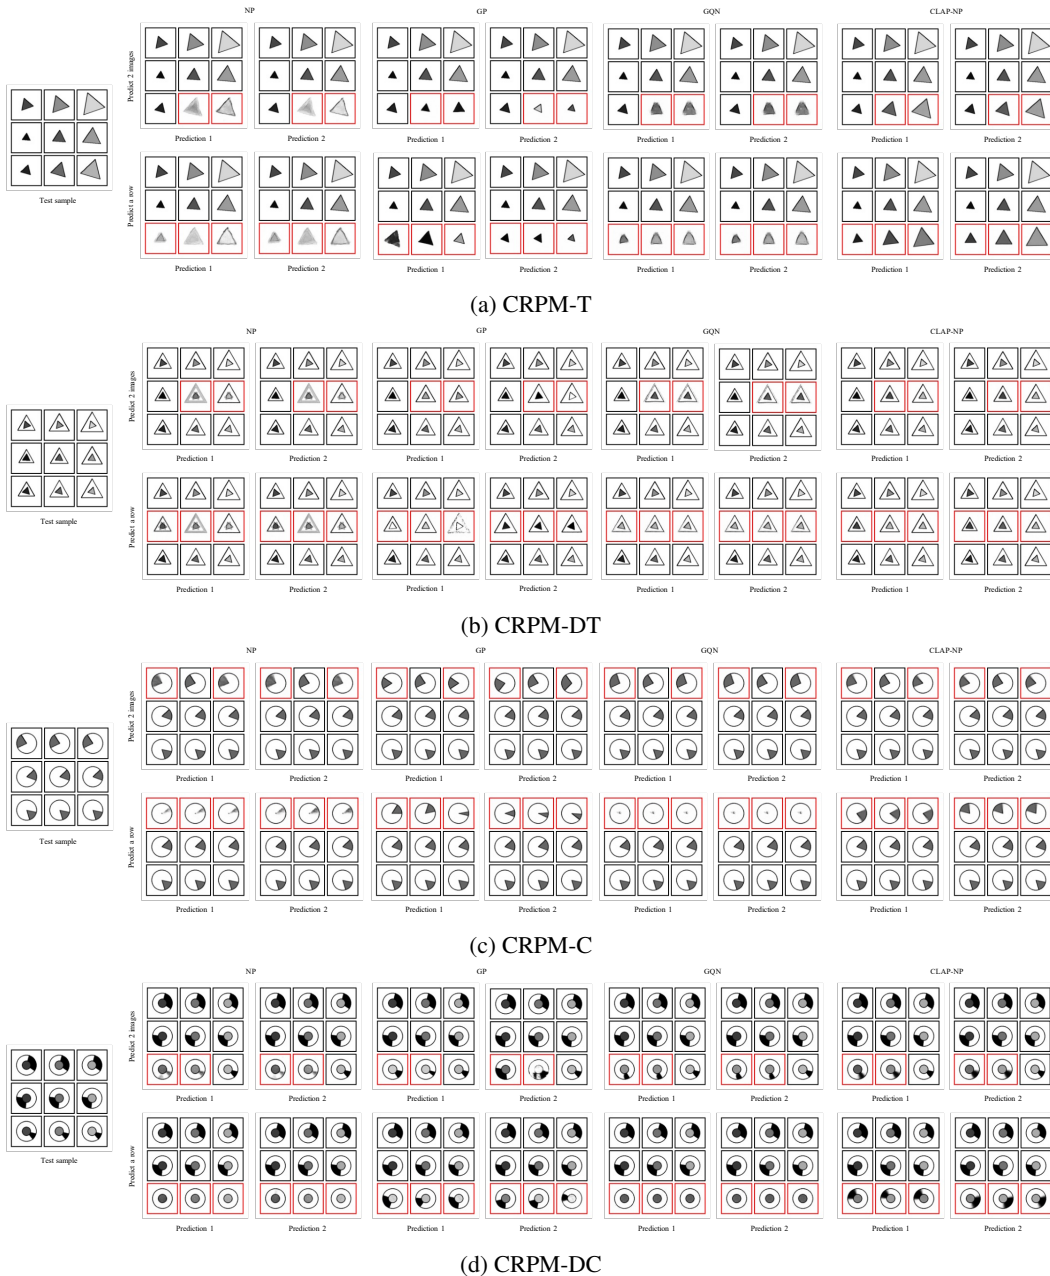 NP GP GQN CLAP-NP
Predict 2 images
Prediction 1 Prediction 2 Prediction 1 Prediction 2 Prediction 1 Prediction 2 Prediction 1 Prediction 2
Test sample
Predict a row
Prediction 1 Prediction 2 Prediction 1 Prediction 2 Prediction 1 Prediction 2 Prediction 1 Prediction 2
(a) CRPM-T
NP GP GQN CLAP-NP
Predict 2 images
Prediction 1 Prediction 2 Prediction 1 Prediction 2 Prediction 1 Prediction 2 Prediction 1 Prediction 2
Test sample
Predict a row
Prediction 1 Prediction 2 Prediction 1 Prediction 2 Prediction 1 Prediction 2 Prediction 1 Prediction 2
(b) CRPM-DT
NP GP GQN CLAP-NP
Predict 2 images
Prediction 1 Prediction 2 Prediction 1 Prediction 2 Prediction 1 Prediction 2 Prediction 1 Prediction 2
Test sample
Predict a row
Prediction 1 Prediction 2 Prediction 1 Prediction 2 Prediction 1 Prediction 2 Prediction 1 Prediction 2
(c) CRPM-C
NP GP GQN CLAP-NP
Predict 2 images
Prediction 1 Prediction 2 Prediction 1 Prediction 2 Prediction 1 Prediction 2 Prediction 1 Prediction 2
Test sample
Predict a row
Prediction 1 Prediction 2 Prediction 1 Prediction 2 Prediction 1 Prediction 2 Prediction 1 Prediction 2
(d) CRPM-DC